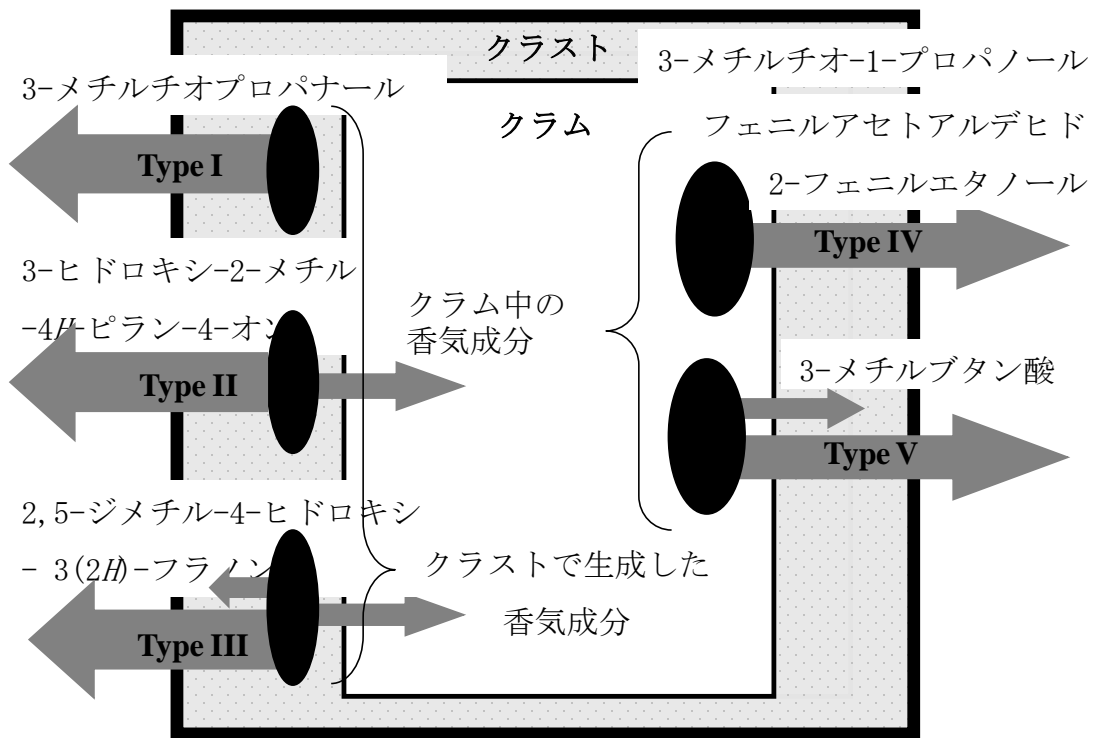 クラスト
クラム
3-メチルチオプロパナール
Type I
3-ヒドロキシ-2-メチル
-4H-ピラン-4-オン
Type II
2,5-ジメチル-4-ヒドロキシ
- 3(2H)-フラノン
Type III
クラム中の
香気成分
クラストで生成した
香気成分
3-メチルチオ-1-プロパノール
フェニルアセトアルデヒド
2-フェニルエタノール
Type IV
3-メチルブタン酸
Type V